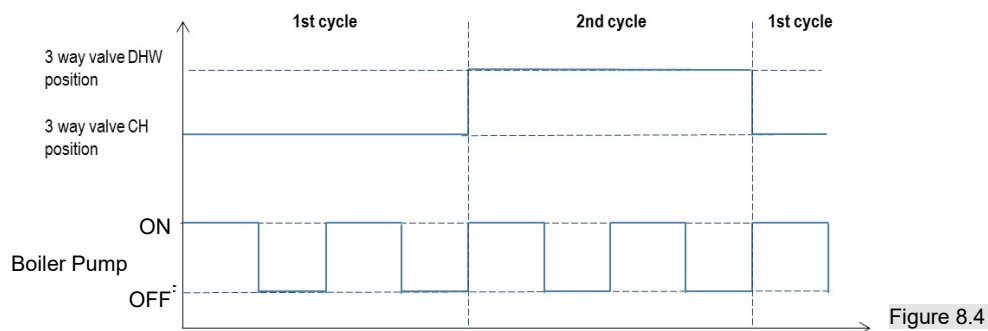 1st cycle
2nd cycle
1st cycle
3 way valve DHW
position
3 way valve CH
position
ON
Boiler Pump
OFF
Figure 8.4